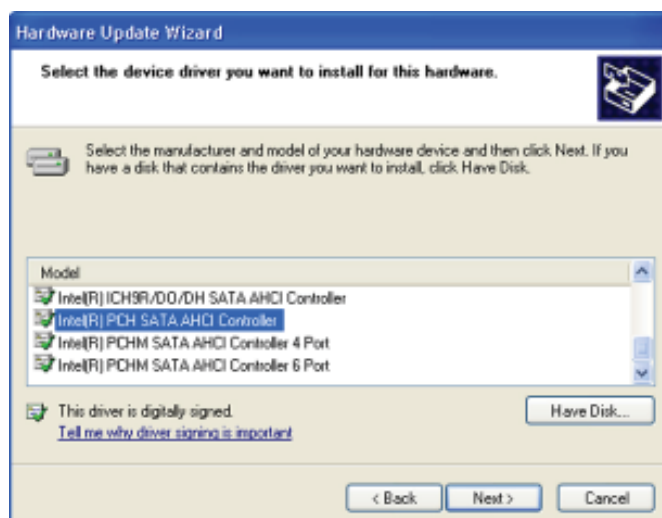 Hardware Update Wizard
Select the device driver you want to install for this hardware.
Select the manufacturer and model of your hardware device and then click Next. If you
have a disk that contains the driver you want to install, click Have Disk.
Model
Intel(R) ICH9R/DO/DH SATA AHCI Controller
Intel(R) PCH SATA AHCI Controller
Intel(R) PCHM SATA AHCI Controller 4 Port
Intel(R) PCHM SATA AHCI Controller 6 Port
This driver is digitally signed.
Have Disk...
Tell me why driver signing is important
< Back
Next >
Cancel